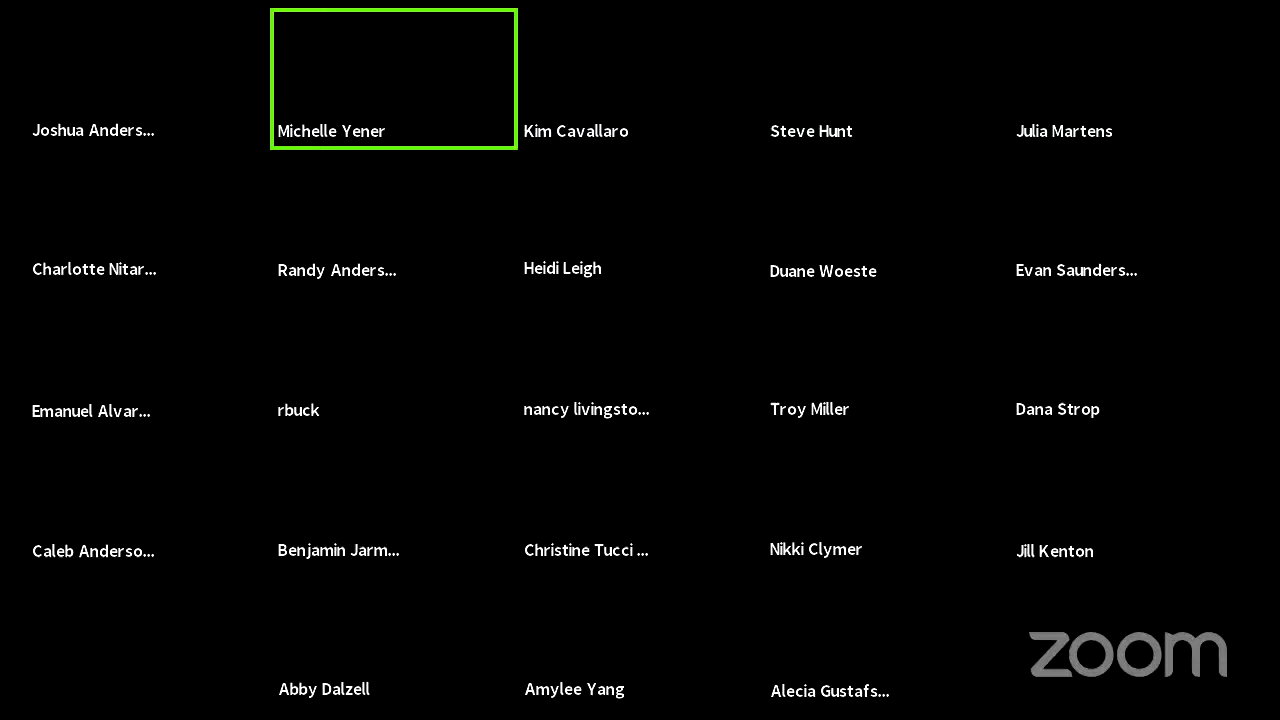 Joshua Anders...
Michelle Yener
Kim Cavallaro
Steve Hunt
Julia Martens
Charlotte Nitar...
Randy Anders...
Heidi Leigh
Duane Woeste
Evan Saunders...
Emanuel Alvar...
rbuck
nancy livingsto...
Troy Miller
Dana Strop
Caleb Anderso...
Benjamin Jarm...
Christine Tucci ...
Nikki Clymer
Jill Kenton
Abby Dalzell
Amylee Yang
Alecia Gustafs...
zoom